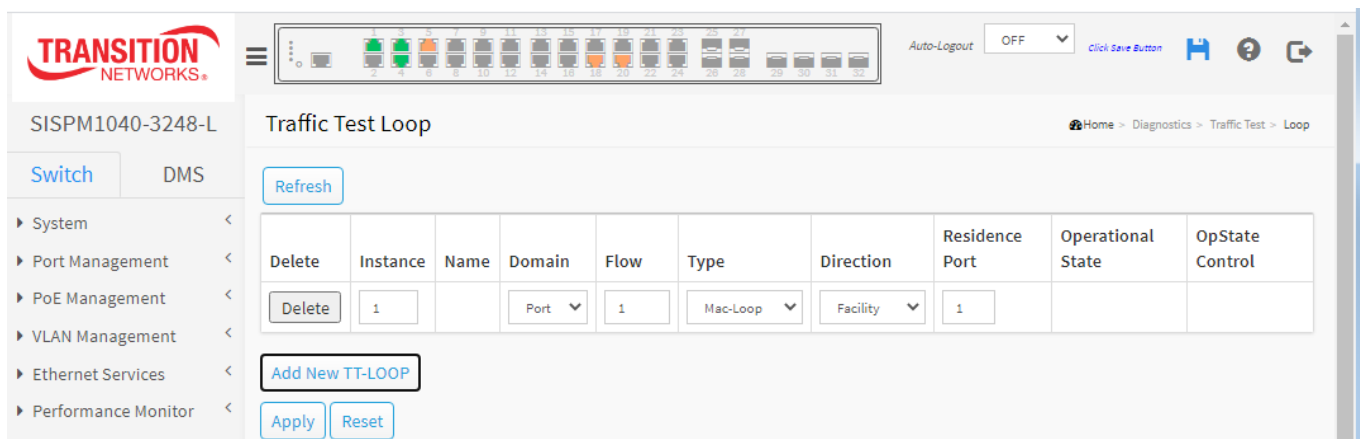 TRANSITION
NETWORKS®
1 3 5 7 9 11 13 15 17 19 21 23 25 27
2 4 6 8 10 12 14 16 18 20 22 24 26 28 29 30 31 32
Auto-Logout OFF Click Save Button
SISPM1040-3248-L
Traffic Test Loop
Home > Diagnostics > Traffic Test > Loop
Switch DMS
Refresh
System
Port Management
PoE Management
VLAN Management
Ethernet Services
Performance Monitor
Delete Instance Name Domain Flow Type Direction Residence Port Operational State OpState Control
Delete 1 Port 1 Mac-Loop Facility 1
Add New TT-LOOP
Apply Reset